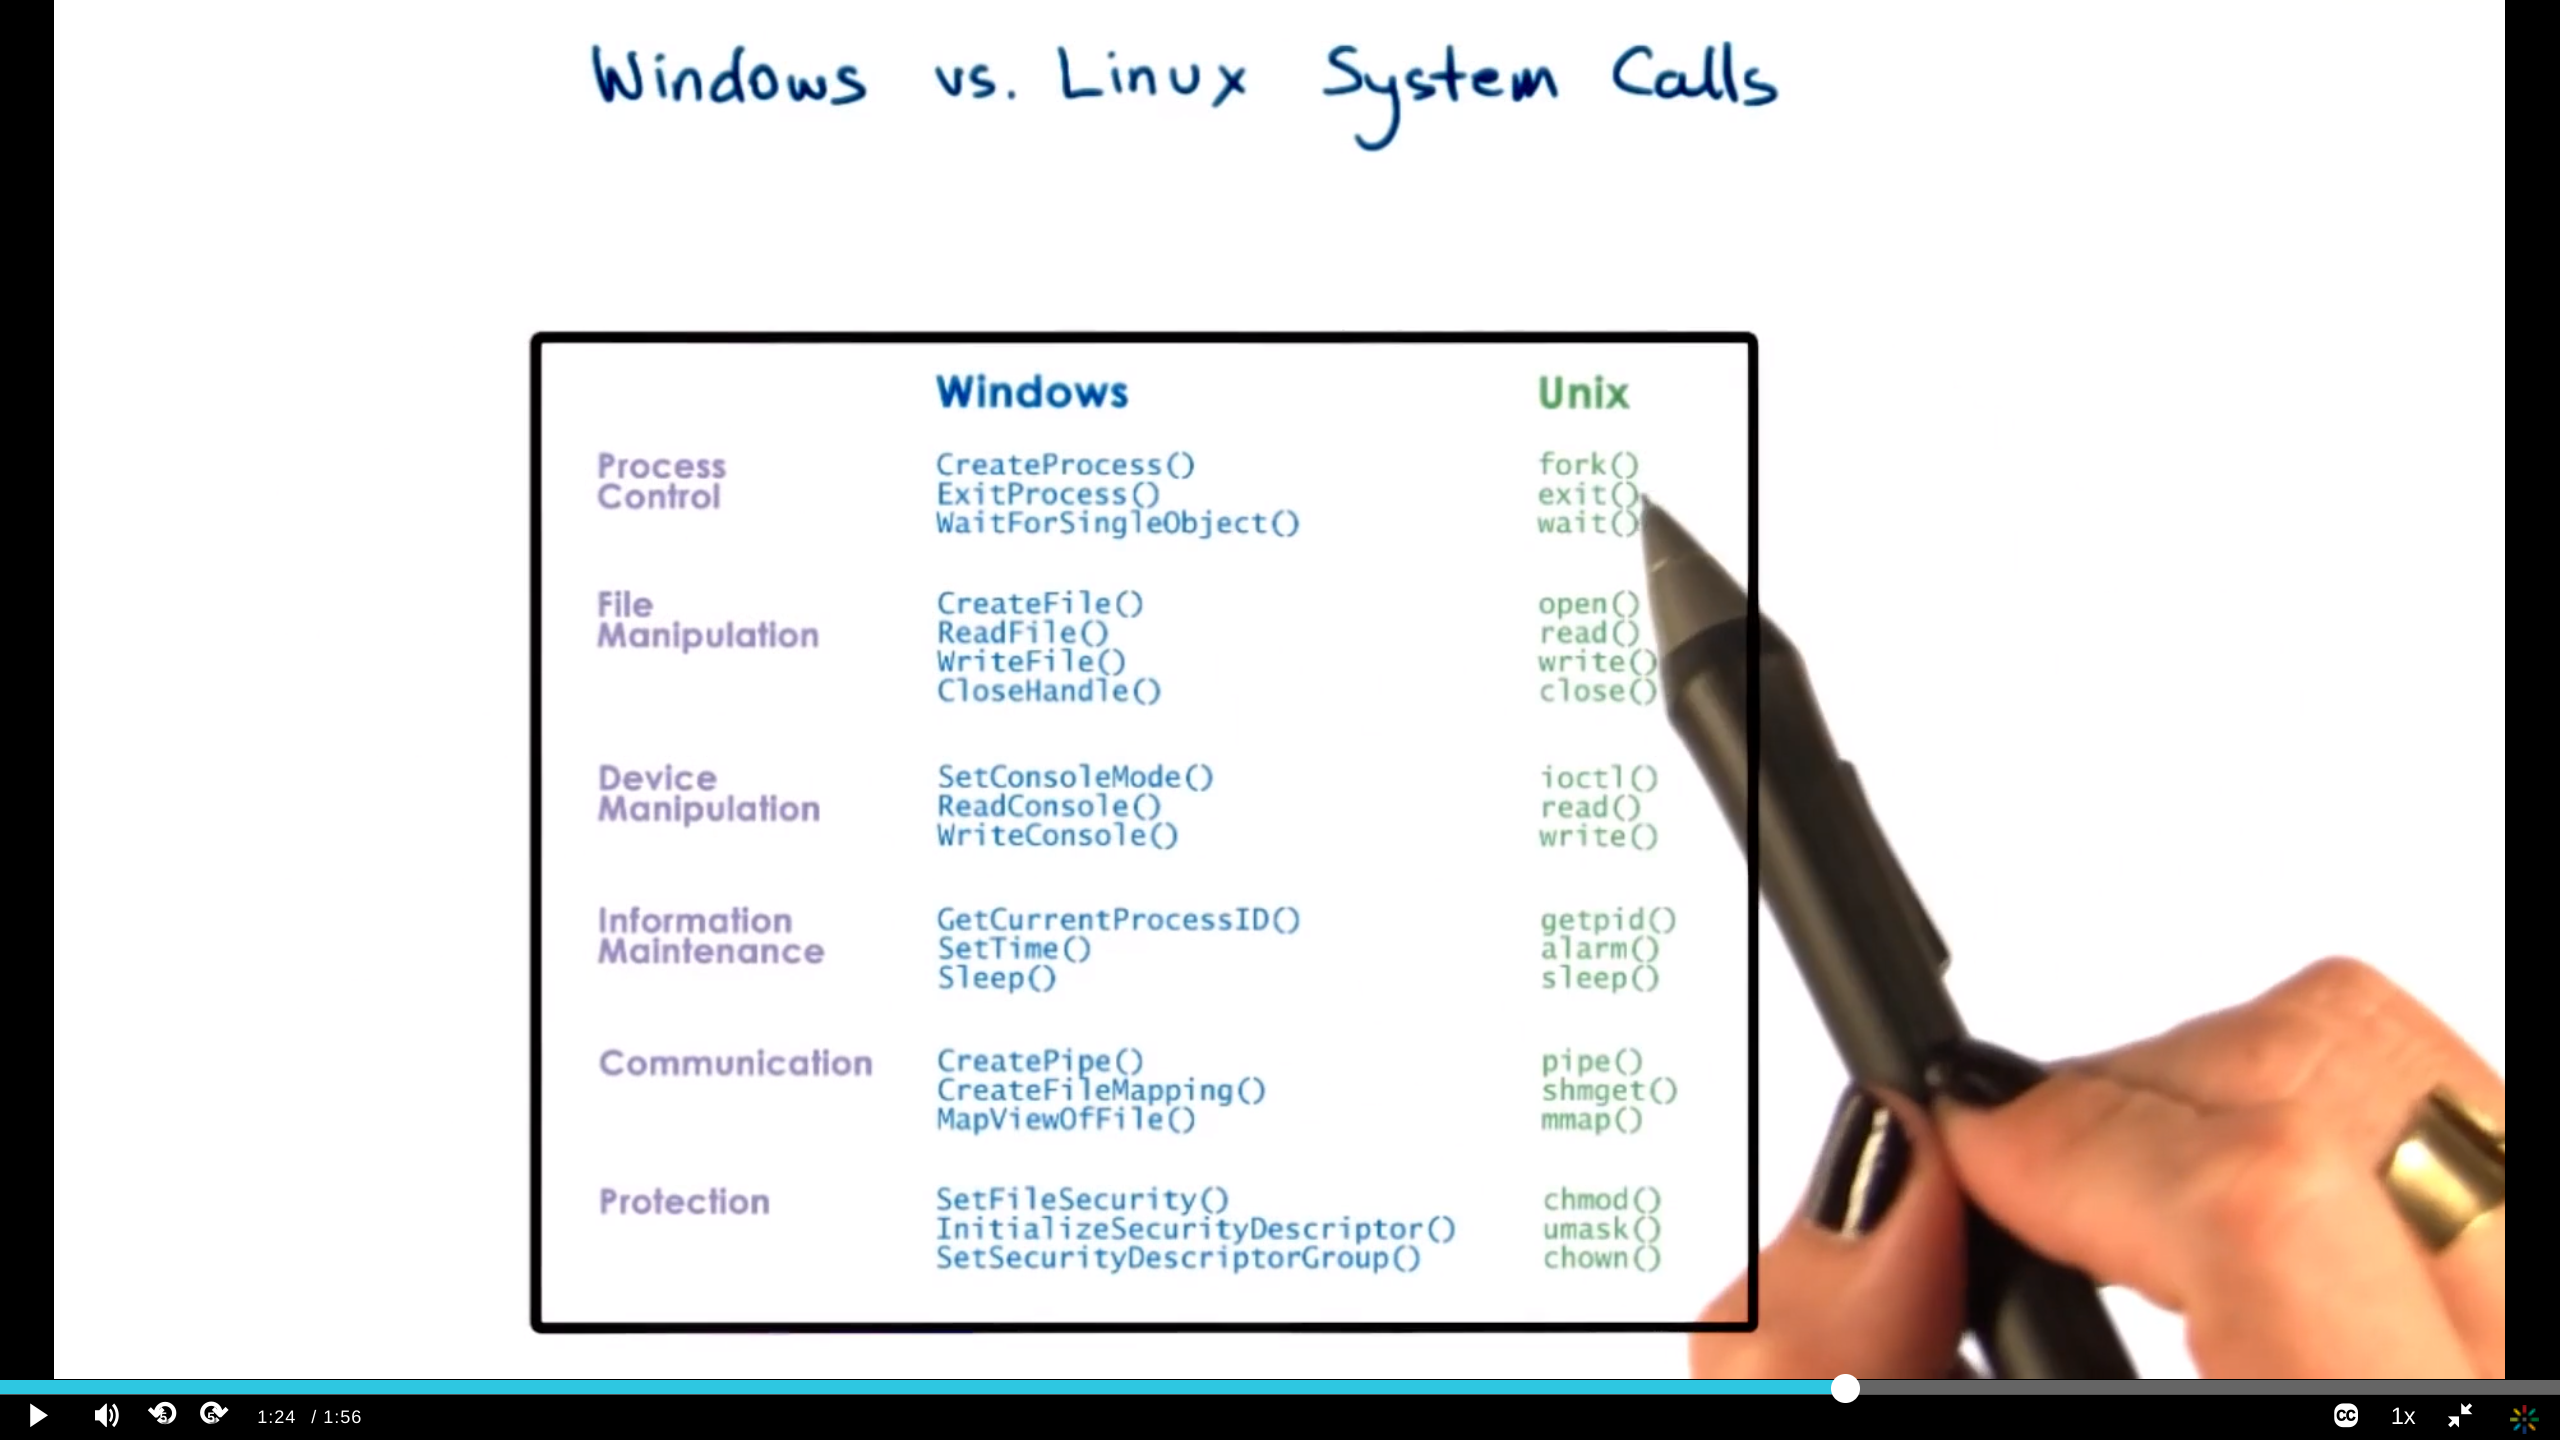 Windows vs. Linux System Calls
Windows Unix
Process Control
CreateProcess() fork()
ExitProcess() exit()
WaitForSingleObject() wait()
File Manipulation
CreateFile() open()
ReadFile() read()
WriteFile() write()
CloseHandle() close()
Device Manipulation
SetConsoleMode() ioctl()
ReadConsole() read()
WriteConsole() write()
Information Maintenance
GetCurrentProcessID() getpid()
SetTime() alarm()
Sleep() sleep()
Communication
CreatePipe() pipe()
CreateFileMapping() shmget()
MapViewOfFile() mmap()
Protection
SetFileSecurity() chmod()
InitializeSecurityDescriptor() umask()
SetSecurityDescriptorGroup() chown()
5 5 1:24 / 1:56 CC 1x